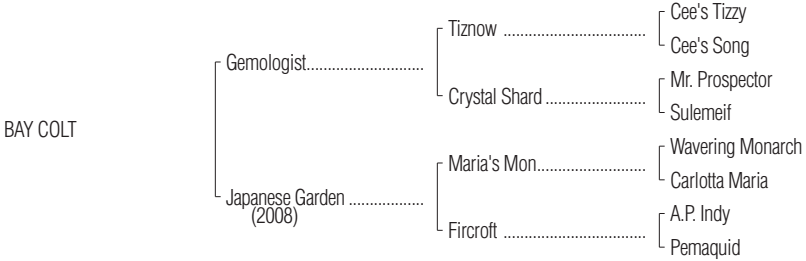 Cee's Tizzy
Tiznow ................................
Cee's Song
Gemologist...........................
Mr. Prospector
Crystal Shard .......................
Sulemeif
BAY COLT
Wavering Monarch
Maria's Mon.........................
Carlotta Maria
Japanese Garden .................
(2008)
A.P. Indy
Fircroft ................................
Pemaquid